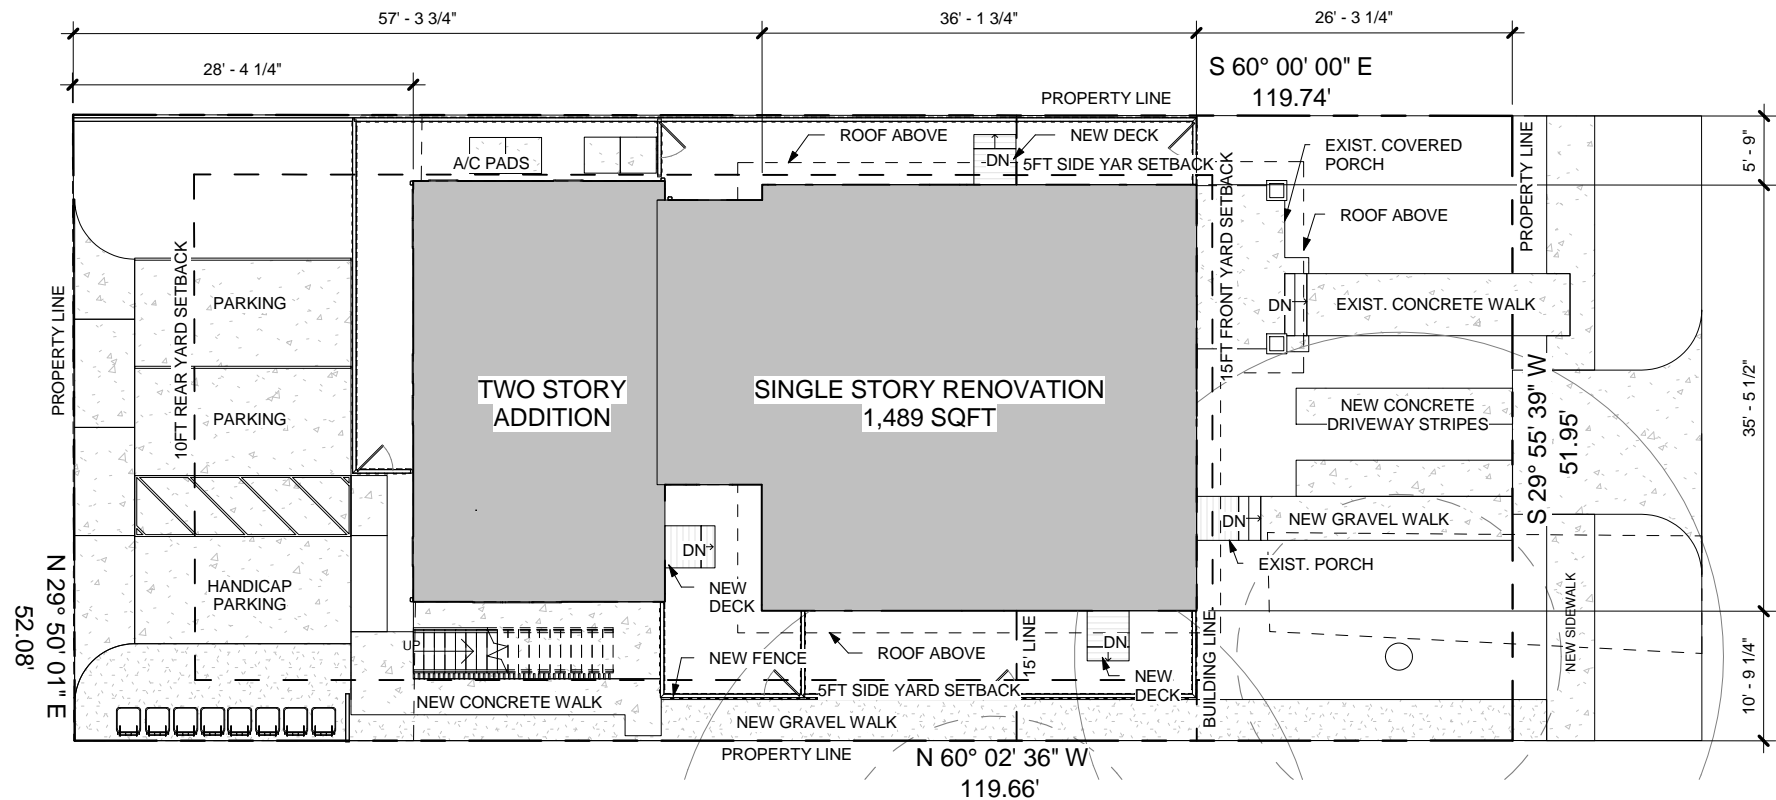 57' - 3 3/4"
36' - 1 3/4"
26' - 3 1/4"
28' - 4 1/4"
S 60° 00' 00" E
119.74'
PROPERTY LINE
ROOF ABOVE
NEW DECK
A/C PADS
DN
5FT SIDE YAR SETBACK
EXIST. COVERED
PORCH
PROPERTY LINE
5' - 9"
ROOF ABOVE
15FT FRONT YARD SETBACK
10FT REAR YARD SETBACK
PROPERTY LINE
PARKING
DN
EXIST. CONCRETE WALK
TWO STORY
ADDITION
SINGLE STORY RENOVATION
1,489 SQFT
PARKING
NEW CONCRETE
DRIVEWAY STRIPES
S 29° 55' 39" W
51.95'
35' - 5 1/2"
DN
NEW GRAVEL WALK
DN
EXIST. PORCH
HANDICAP
PARKING
NEW
DECK
N 29° 50' 01" E
52.08'
UP
NEW FENCE
ROOF ABOVE
15' LINE
DN
NEW
DECK
BUILDING LINE
NEW SIDEWALK
10' - 9 1/4"
5FT SIDE YARD SETBACK
NEW CONCRETE WALK
NEW GRAVEL WALK
PROPERTY LINE
N 60° 02' 36" W
119.66'